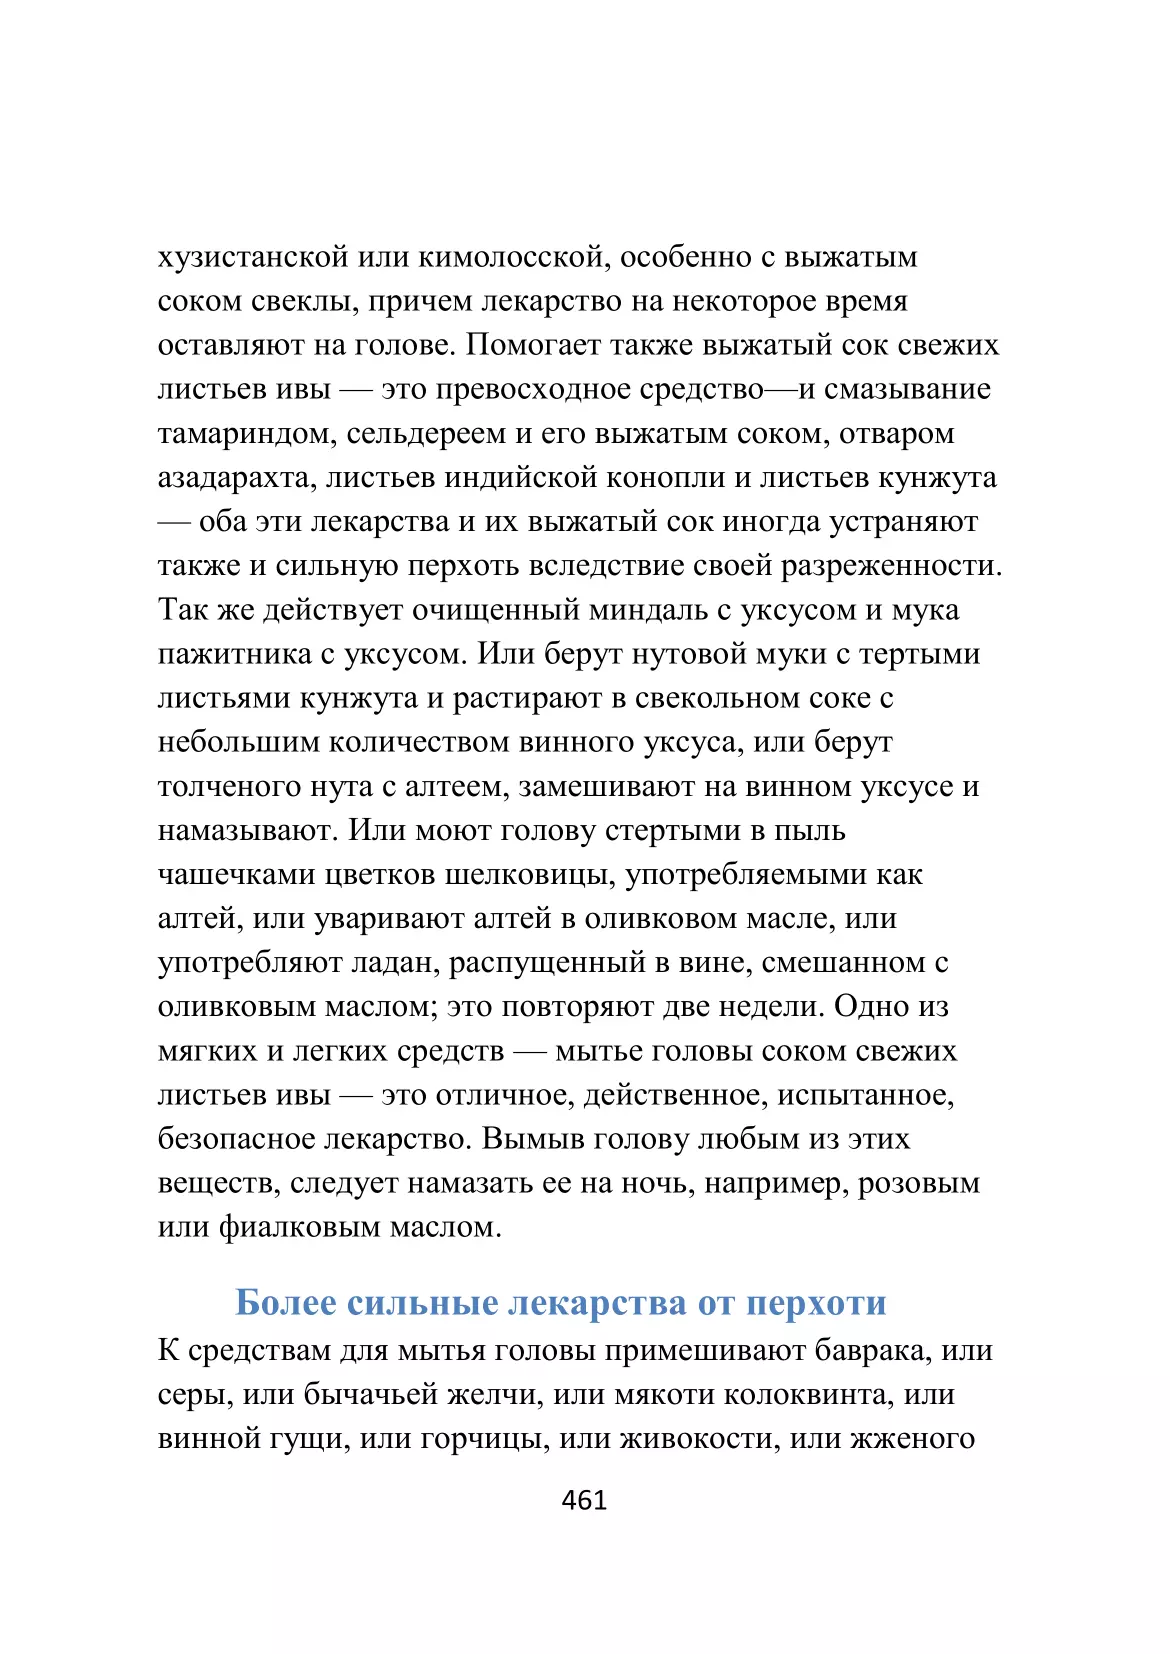 хузистанской или кимолосской, особенно с выжатым
соком свеклы, причем лекарство на некоторое время
оставляют на голове. Помогает также выжатый сок свежих
листьев ивы — это превосходное средство—и смазывание
тамариндом, сельдереем и его выжатым соком, отваром
азадарахта, листьев индийской конопли и листьев кунжута
— оба эти лекарства и их выжатый сок иногда устраняют
также и сильную перхоть вследствие своей разреженности.
Так же действует очищенный миндаль с уксусом и мука
пажитника с уксусом. Или берут нутовой муки с тертыми
листьями кунжута и растирают в свекольном соке с
небольшим количеством винного уксуса, или берут
толченого нута с алтеем, замешивают на винном уксусе и
намазывают. Или моют голову стертыми в пыль
чашечками цветков шелковицы, употребляемыми как
алтей, или уваривают алтей в оливковом масле, или
употребляют ладан, распущенный в вине, смешанном с
оливковым маслом; это повторяют две недели. Одно из
мягких и легких средств — мытье головы соком свежих
листьев ивы — это отличное, действенное, испытанное,
безопасное лекарство. Вымыв голову любым из этих
веществ, следует намазать ее на ночь, например, розовым
или фиалковым маслом.
Более сильные лекарства от перхоти
К средствам для мытья головы примешивают баврака, или
серы, или бычачьей желчи, или мякоти колоквинта, или
винной гущи, или горчицы, или живокости, или жженого
461